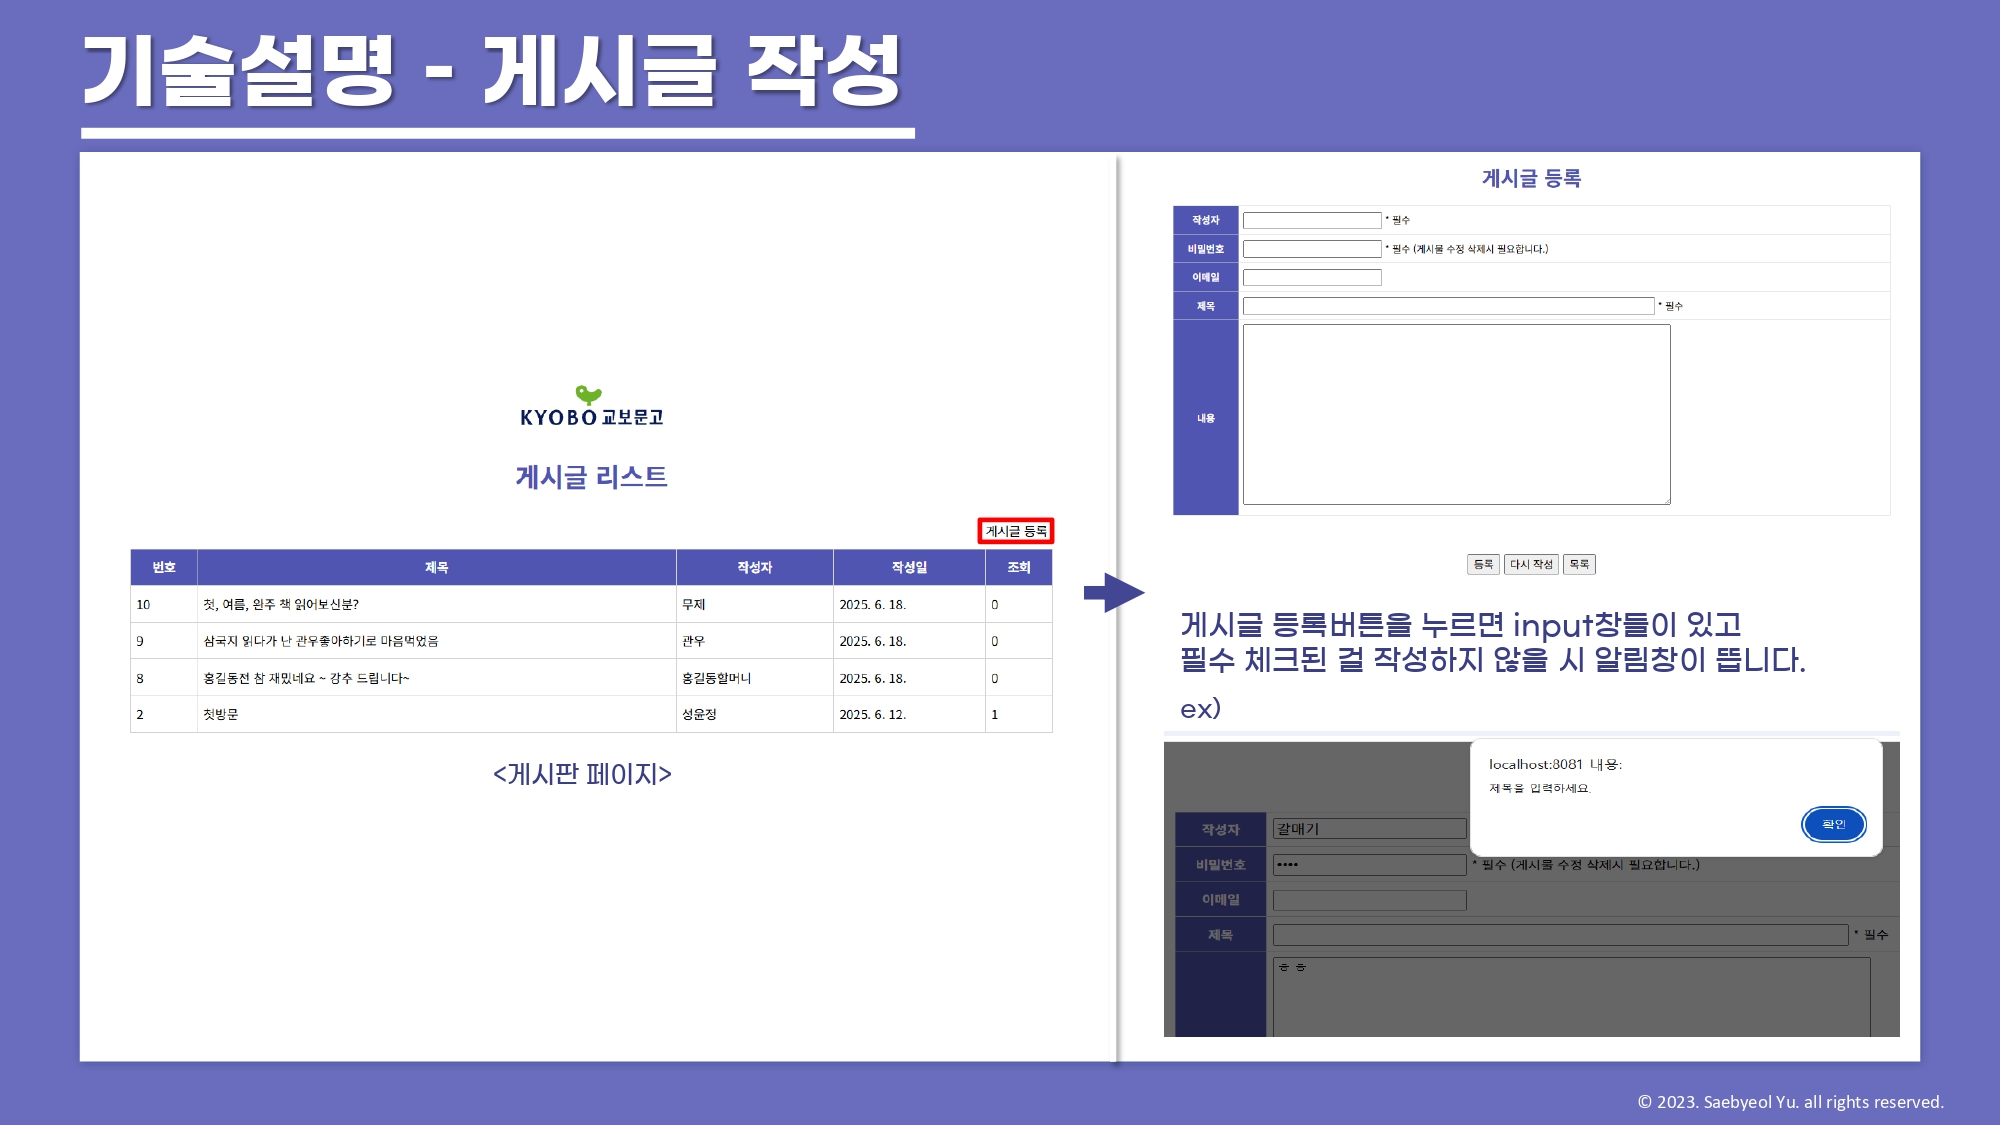 기술설명 - 게시글 작성
KYOBO 교보문고
게시글 리스트
게시글 등록
번호 제목 작성자 작성일 조회
10 첫, 여름, 완주 책 읽어보신분? 무제 2025. 6. 18. 0
9 삼국지 읽다가 난 관우좋아하기로 마음먹었음 관우 2025. 6. 18. 0
8 홍길동전 참 재밌네요 ~ 강추 드립니다~ 홍길동할머니 2025. 6. 18. 0
2 첫방문 성윤정 2025. 6. 12. 1
<게시판 페이지>
게시글 등록
작성자 * 필수
비밀번호 * 필수 (게시물 수정 삭제시 필요합니다.)
이메일
제목 * 필수
내용
등록 다시 작성 목록
게시글 등록버튼을 누르면 input창들이 있고
필수 체크된 걸 작성하지 않을 시 알림창이 뜹니다.
ex)
localhost:8081 내용:
제목을 입력하세요.
확인
작성자 갈매기
비밀번호 •••• * 필수 (게시물 수정 삭제시 필요합니다.)
이메일
제목 * 필수
ㅎㅎ
© 2023. Saebyeol Yu. all rights reserved.